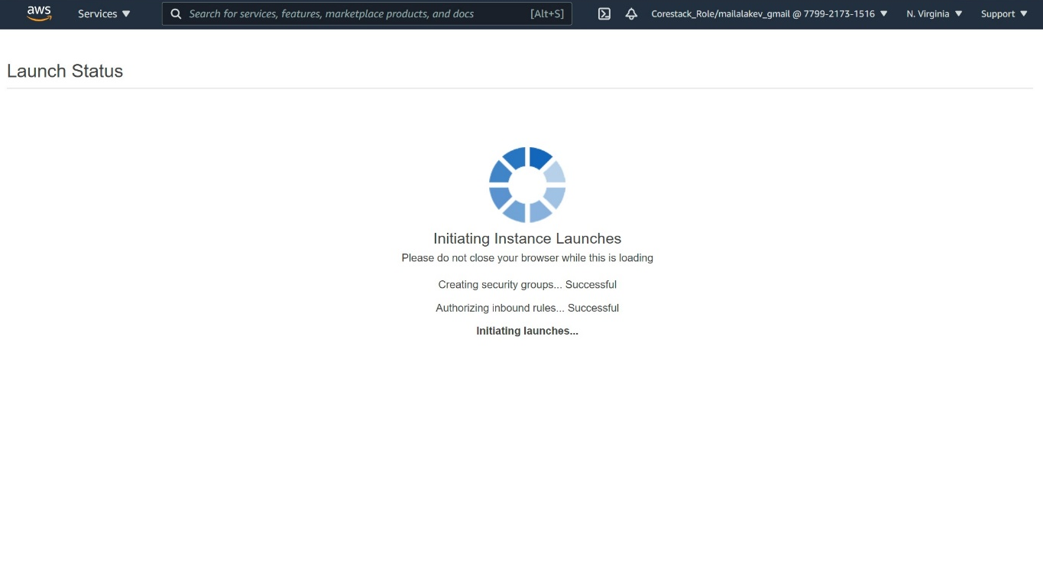 aws Services Search for services, features, marketplace products, and docs [Alt+S] Corestack_Role/mailalakev_gmail @ 7799-2173-1516 N. Virginia Support
Launch Status
Initiating Instance Launches
Please do not close your browser while this is loading
Creating security groups... Successful
Authorizing inbound rules... Successful
Initiating launches...